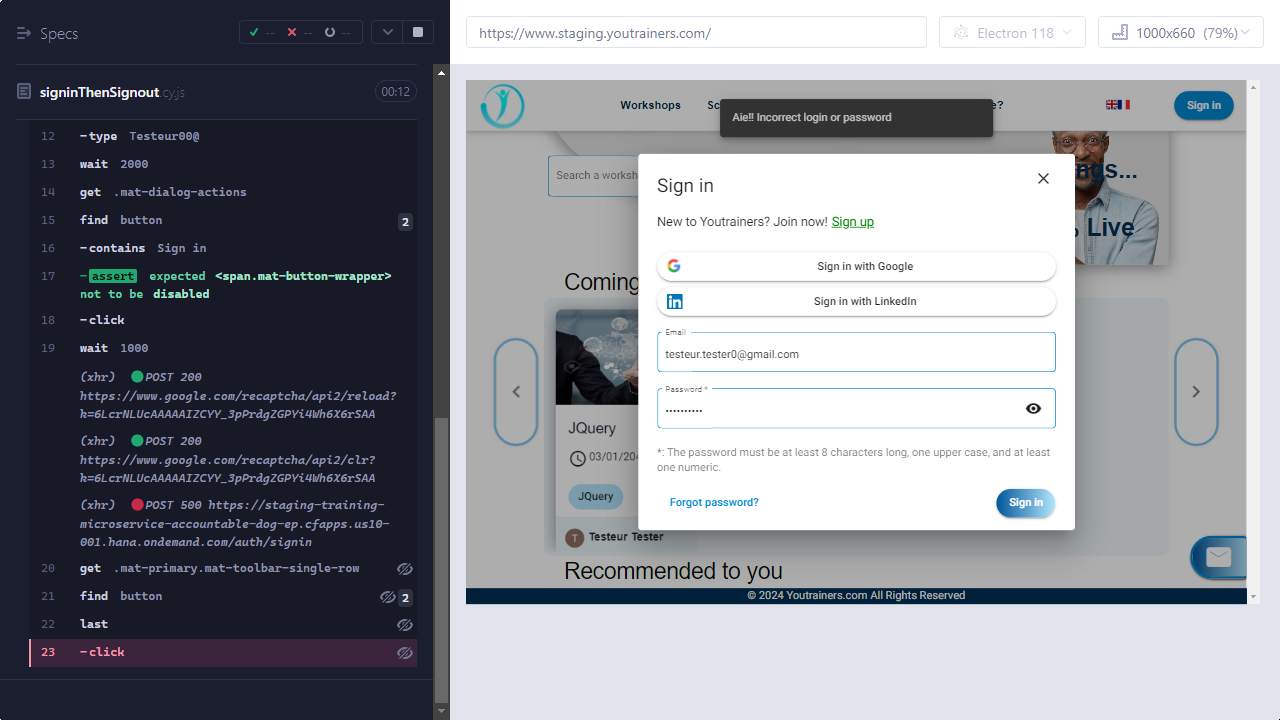 Specs
-- -- --
signinThenSignout.cy.js 00:12
12 -type Testeur00@
13 wait 2000
14 get .mat-dialog-actions
15 find button 2
16 -contains Sign in
17 -assert expected <span.mat-button-wrapper>
not to be disabled
18 -click
19 wait 1000
(xhr) POST 200
https://www.google.com/recaptcha/api2/reload?
k=6LcrNLUcAAAAAIZCYY_3pPrdgZGPYi4Wh6X6rSAA
(xhr) POST 200
https://www.google.com/recaptcha/api2/clr?
k=6LcrNLUcAAAAAIZCYY_3pPrdgZGPYi4Wh6X6rSAA
(xhr) POST 500 https://staging-training-
microservice-accountable-dog-ep.cfapps.us10-
001.hana.ondemand.com/auth/signin
20 get .mat-primary.mat-toolbar-single-row
21 find button 2
22 last
23 -click
https://www.staging.youtrainers.com/
Electron 118
1000x660 (79%)
Workshops
Sc
e?
Sign in
Aie!! Incorrect login or password
Search a worksh
ngs...
Live
Sign in
New to Youtrainers? Join now! Sign up
Sign in with Google
Sign in with LinkedIn
Email
testeur.tester0@gmail.com
Password *
••••••••••
*: The password must be at least 8 characters long, one upper case, and at least
one numeric.
Forgot password?
Sign in
Coming
JQuery
03/01/204
JQuery
T
Testeur Tester
Recommended to you
© 2024 Youtrainers.com All Rights Reserved